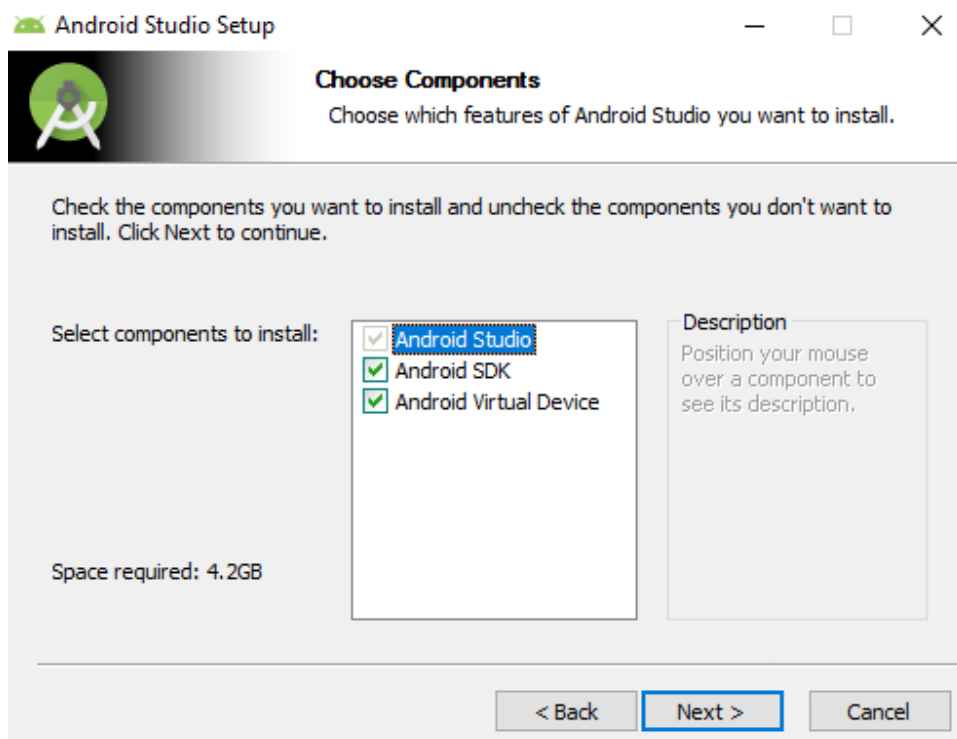 Android Studio Setup
Choose Components
Choose which features of Android Studio you want to install.
Check the components you want to install and uncheck the components you don't want to
install. Click Next to continue.
Select components to install:
Android Studio
Android SDK
Android Virtual Device
Description
Position your mouse
over a component to
see its description.
Space required: 4.2GB
< Back
Next >
Cancel